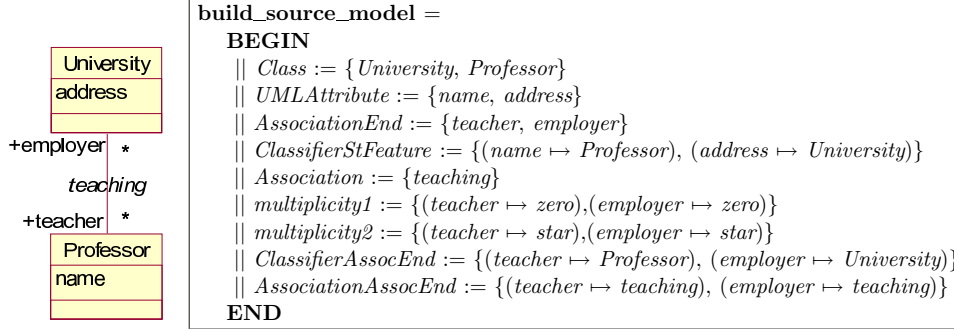 University
address
+employer *
teaching
+teacher *
Professor
name
build_source_model =
BEGIN
|| Class := {University, Professor}
|| UMLAttribute := {name, address}
|| AssociationEnd := {teacher, employer}
|| ClassifierStFeature := {(name ↦ Professor), (address ↦ University)}
|| Association := {teaching}
|| multiplicity1 := {(teacher ↦ zero),(employer ↦ zero)}
|| multiplicity2 := {(teacher ↦ star),(employer ↦ star)}
|| ClassifierAssocEnd := {(teacher ↦ Professor), (employer ↦ University)}
|| AssociationAssocEnd := {(teacher ↦ teaching), (employer ↦ teaching)}
END